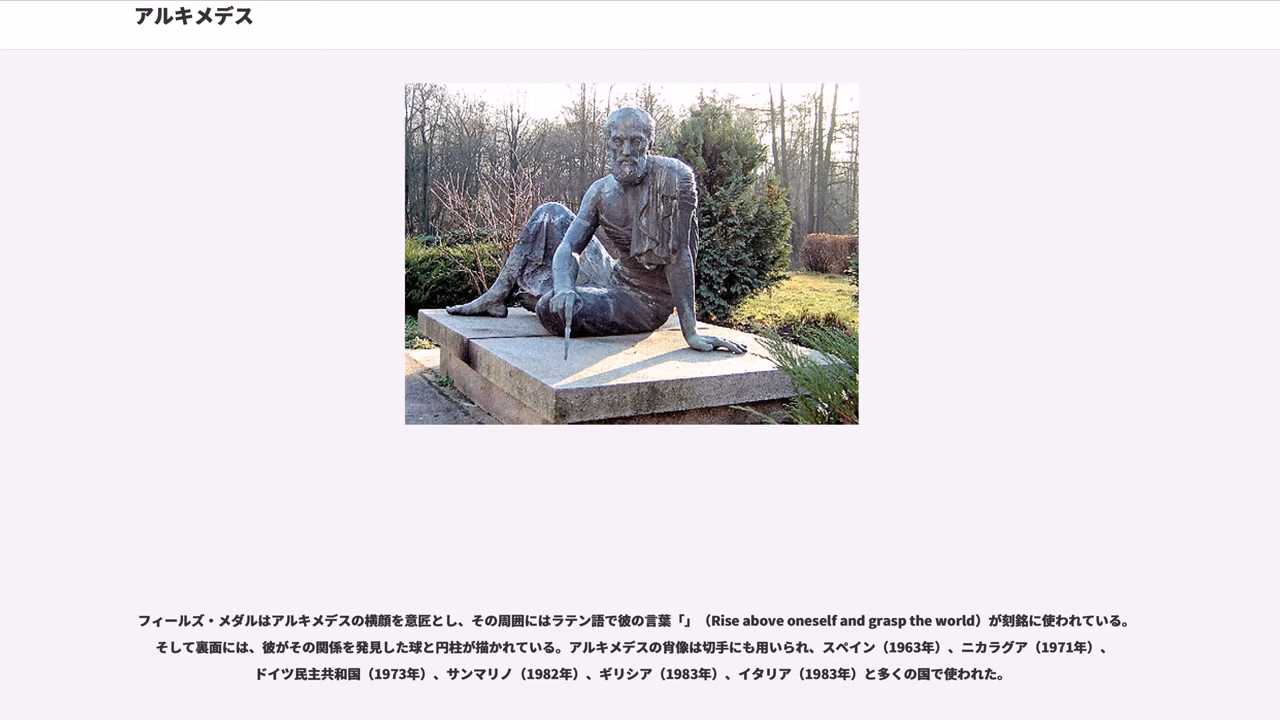 アルキメデス
フィールズ・メダルはアルキメデスの横顔を意匠とし、その周囲にはラテン語で彼の言葉「」（Rise above oneself and grasp the world）が刻銘に使われている。
そして裏面には、彼がその関係を発見した球と円柱が描かれている。アルキメデスの肖像は切手にも用いられ、スペイン（1963年）、ニカラグア（1971年）、
ドイツ民主共和国（1973年）、サンマリノ（1982年）、ギリシア（1983年）、イタリア（1983年）と多くの国で使われた。